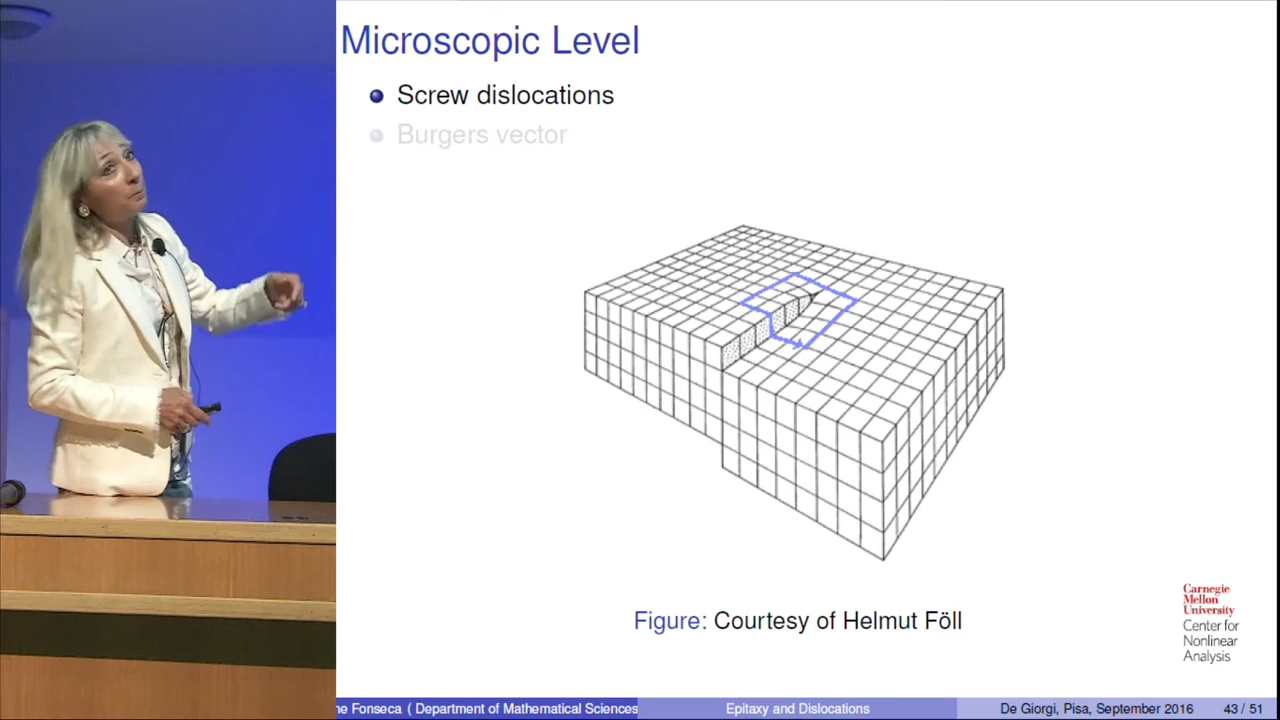 Microscopic Level
Screw dislocations
Burgers vector
Figure: Courtesy of Helmut Föll
Carnegie
Mellon
University
Center for
Nonlinear
Analysis
ne Fonseca ( Department of Mathematical Sciences
Epitaxy and Dislocations
De Giorgi, Pisa, September 2016
43 / 51